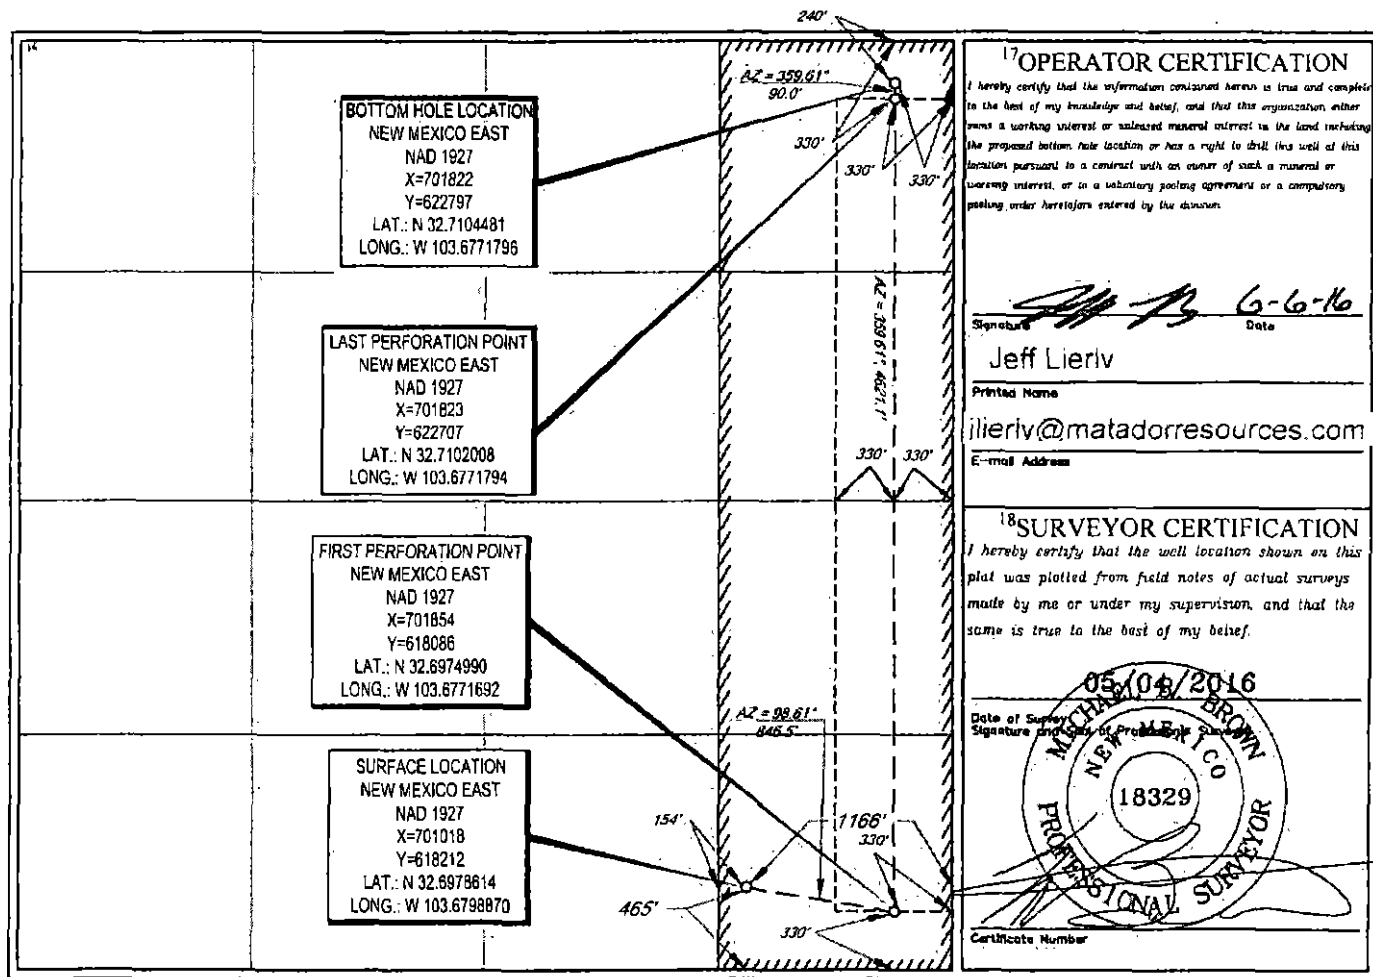 240'
16
AZ = 359.61°
90.0'
BOTTOM HOLE LOCATION
NEW MEXICO EAST
NAD 1927
X=701822
Y=622797
LAT.: N 32.7104481
LONG.: W 103.6771796
330'
330'
330'
LAST PERFORATION POINT
NEW MEXICO EAST
NAD 1927
X=701823
Y=622707
LAT.: N 32.7102008
LONG.: W 103.6771794
AZ = 359.61°, 4621.1'
330'
330'
FIRST PERFORATION POINT
NEW MEXICO EAST
NAD 1927
X=701854
Y=618086
LAT.: N 32.6974990
LONG.: W 103.6771692
AZ = 98.61°
846.5'
SURFACE LOCATION
NEW MEXICO EAST
NAD 1927
X=701018
Y=618212
LAT.: N 32.6978614
LONG.: W 103.6798870
154'
1166'
330'
465'
330'
17 OPERATOR CERTIFICATION
I hereby certify that the information contained herein is true and complete
to the best of my knowledge and belief, and that this organization either
owns a working interest or unleased mineral interest in the land including
the proposed bottom hole location or has a right to drill this well at this
location pursuant to a contract with an owner of such a mineral or
working interest, or to a voluntary pooling agreement or a compulsory
pooling order heretofore entered by the division.
6-6-16
Signature
Date
Jeff Lieriv
Printed Name
jlieriv@matadorresources.com
E-mail Address
18 SURVEYOR CERTIFICATION
I hereby certify that the well location shown on this
plat was plotted from field notes of actual surveys
made by me or under my supervision, and that the
same is true to the best of my belief.
05/04/2016
Date of Survey
Signature and Seal of Professional Surveyor
MICHAEL B. BROWN
NEW MEXICO
18329
PROFESSIONAL SURVEYOR
Certificate Number